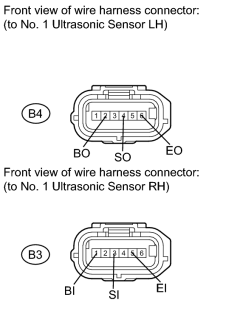 Front view of wire harness connector:
(to No. 1 Ultrasonic Sensor LH)
B4
1 2 3 4 5 6
BO SO EO
Front view of wire harness connector:
(to No. 1 Ultrasonic Sensor RH)
B3
1 2 3 4 5 6
BI SI EI